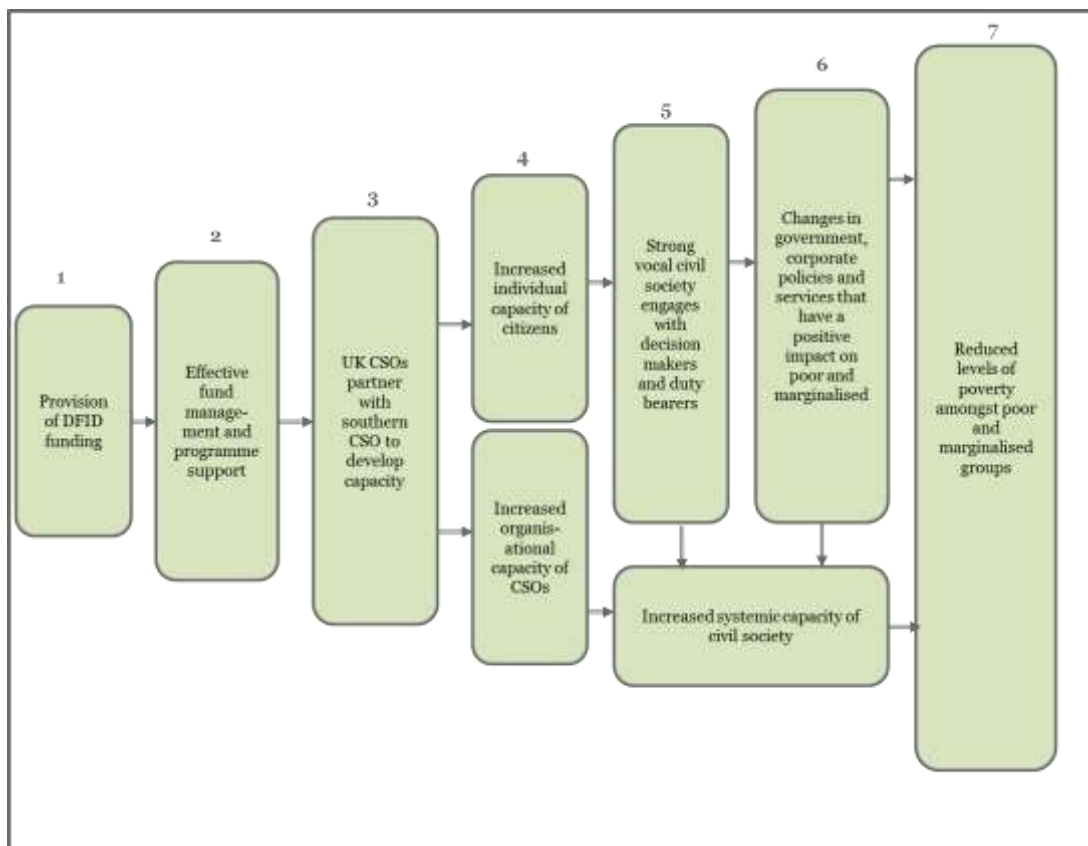 1
Provision
of DFID
funding
2
Effective
fund
manage-
ment and
programme
support
3
UK CSOs
partner
with
southern
CSO to
develop
capacity
4
Increased
individual
capacity of
citizens
Increased
organis-
ational
capacity of
CSOs
5
Strong
vocal civil
society
engages
with
decision
makers
and duty
bearers
6
Changes in
government,
corporate
policies and
services that
have a
positive
impact on
poor and
marginalised
Increased systemic capacity of
civil society
7
Reduced
levels of
poverty
amongst poor
and
marginalised
groups